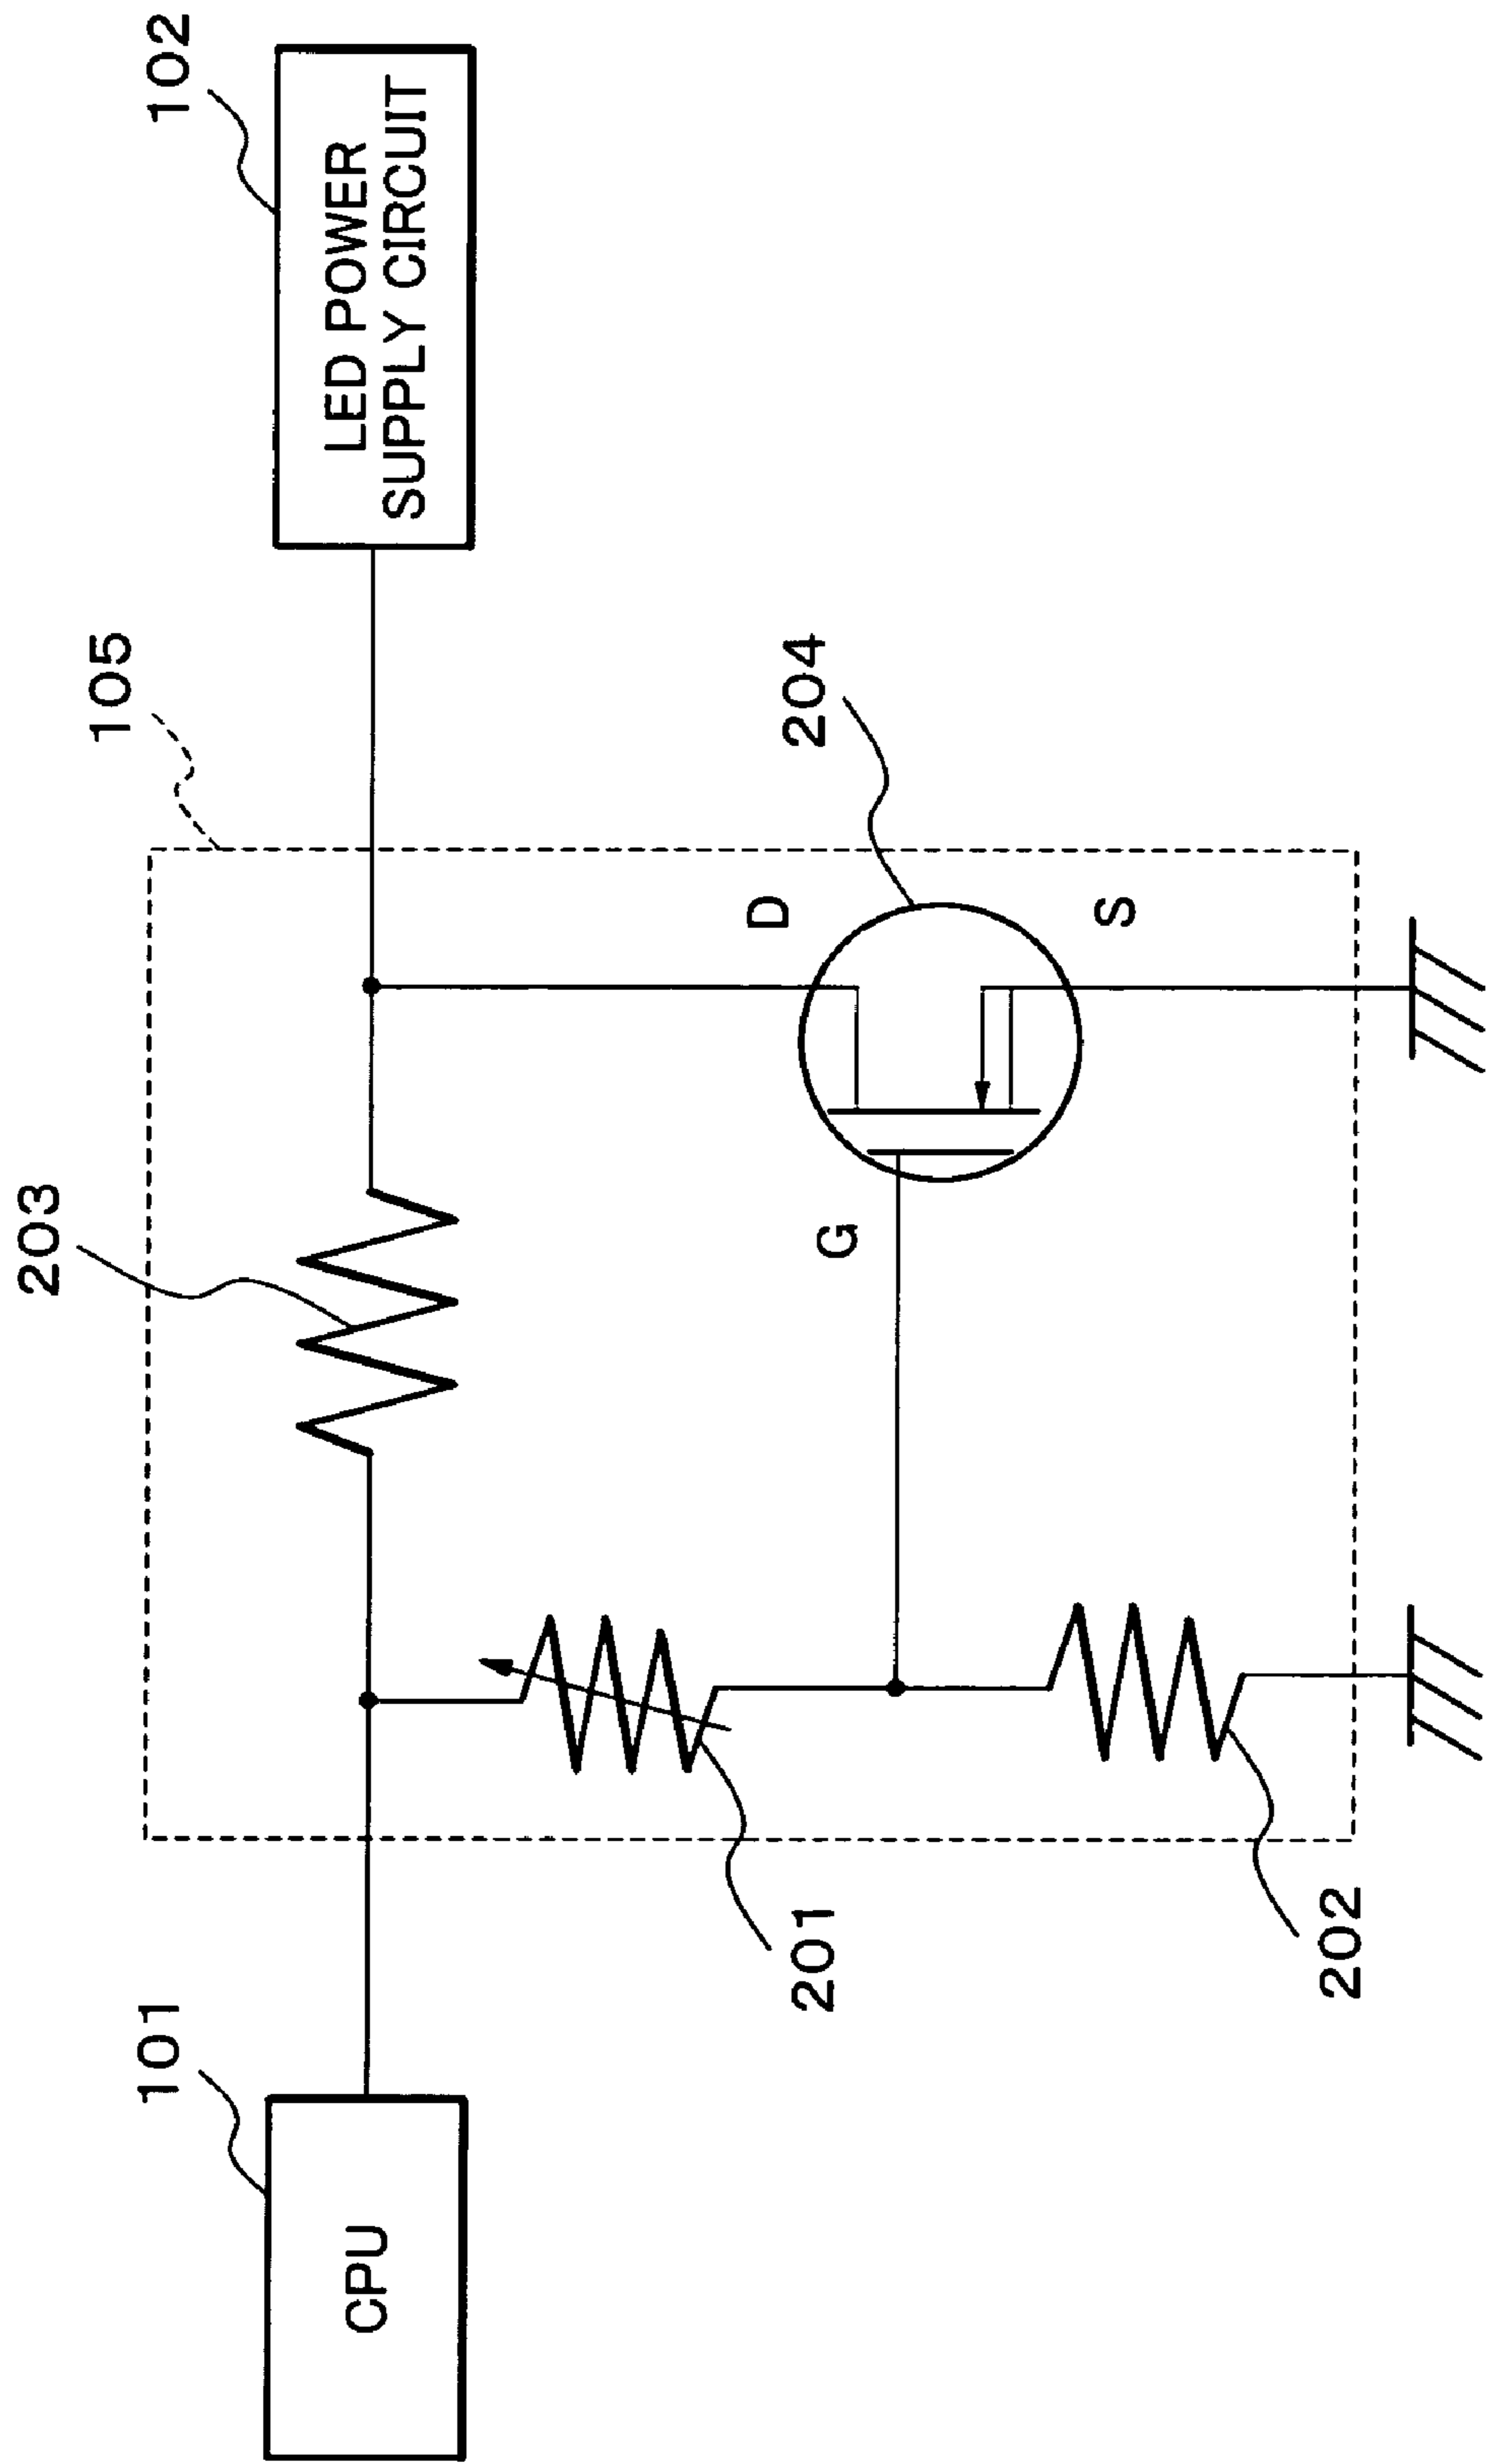 105
203
101
102
CPU
LED POWER
SUPPLY CIRCUIT
D
204
G
201
S
202